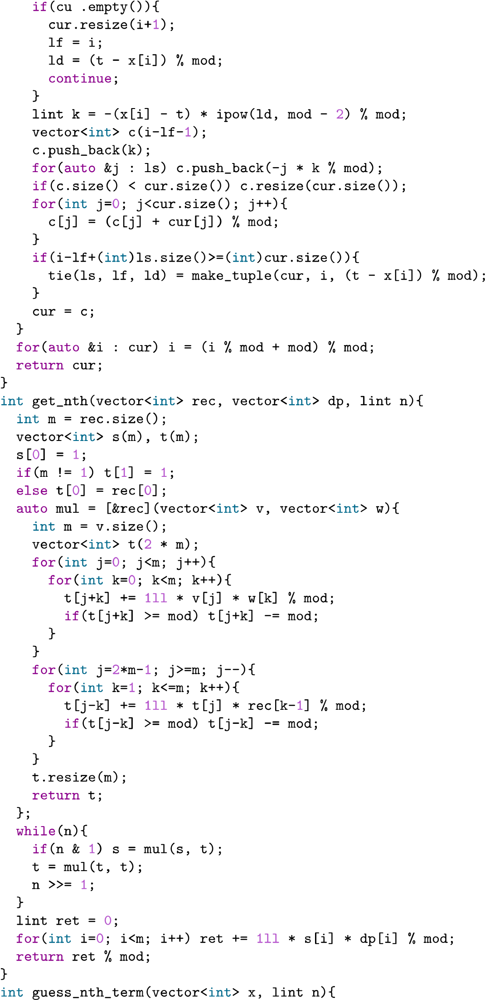 if(cu .empty()){
      cur.resize(i+1);
      lf = i;
      ld = (t - x[i]) % mod;
      continue;
    }
    lint k = -(x[i] - t) * ipow(ld, mod - 2) % mod;
    vector<int> c(i-lf-1);
    c.push_back(k);
    for(auto &j : ls) c.push_back(-j * k % mod);
    if(c.size() < cur.size()) c.resize(cur.size());
    for(int j=0; j<cur.size(); j++){
      c[j] = (c[j] + cur[j]) % mod;
    }
    if(i-lf+(int)ls.size()>=(int)cur.size()){
      tie(ls, lf, ld) = make_tuple(cur, i, (t - x[i]) % mod);
    }
    cur = c;
  }
  for(auto &i : cur) i = (i % mod + mod) % mod;
  return cur;
}
int get_nth(vector<int> rec, vector<int> dp, lint n){
  int m = rec.size();
  vector<int> s(m), t(m);
  s[0] = 1;
  if(m != 1) t[1] = 1;
  else t[0] = rec[0];
  auto mul = [&rec](vector<int> v, vector<int> w){
    int m = v.size();
    vector<int> t(2 * m);
    for(int j=0; j<m; j++){
      for(int k=0; k<m; k++){
        t[j+k] += 1ll * v[j] * w[k] % mod;
        if(t[j+k] >= mod) t[j+k] -= mod;
      }
    }
    for(int j=2*m-1; j>=m; j--){
      for(int k=1; k<=m; k++){
        t[j-k] += 1ll * t[j] * rec[k-1] % mod;
        if(t[j-k] >= mod) t[j-k] -= mod;
      }
    }
    t.resize(m);
    return t;
  };
  while(n){
    if(n & 1) s = mul(s, t);
    t = mul(t, t);
    n >>= 1;
  }
  lint ret = 0;
  for(int i=0; i<m; i++) ret += 1ll * s[i] * dp[i] % mod;
  return ret % mod;
}
int guess_nth_term(vector<int> x, lint n){